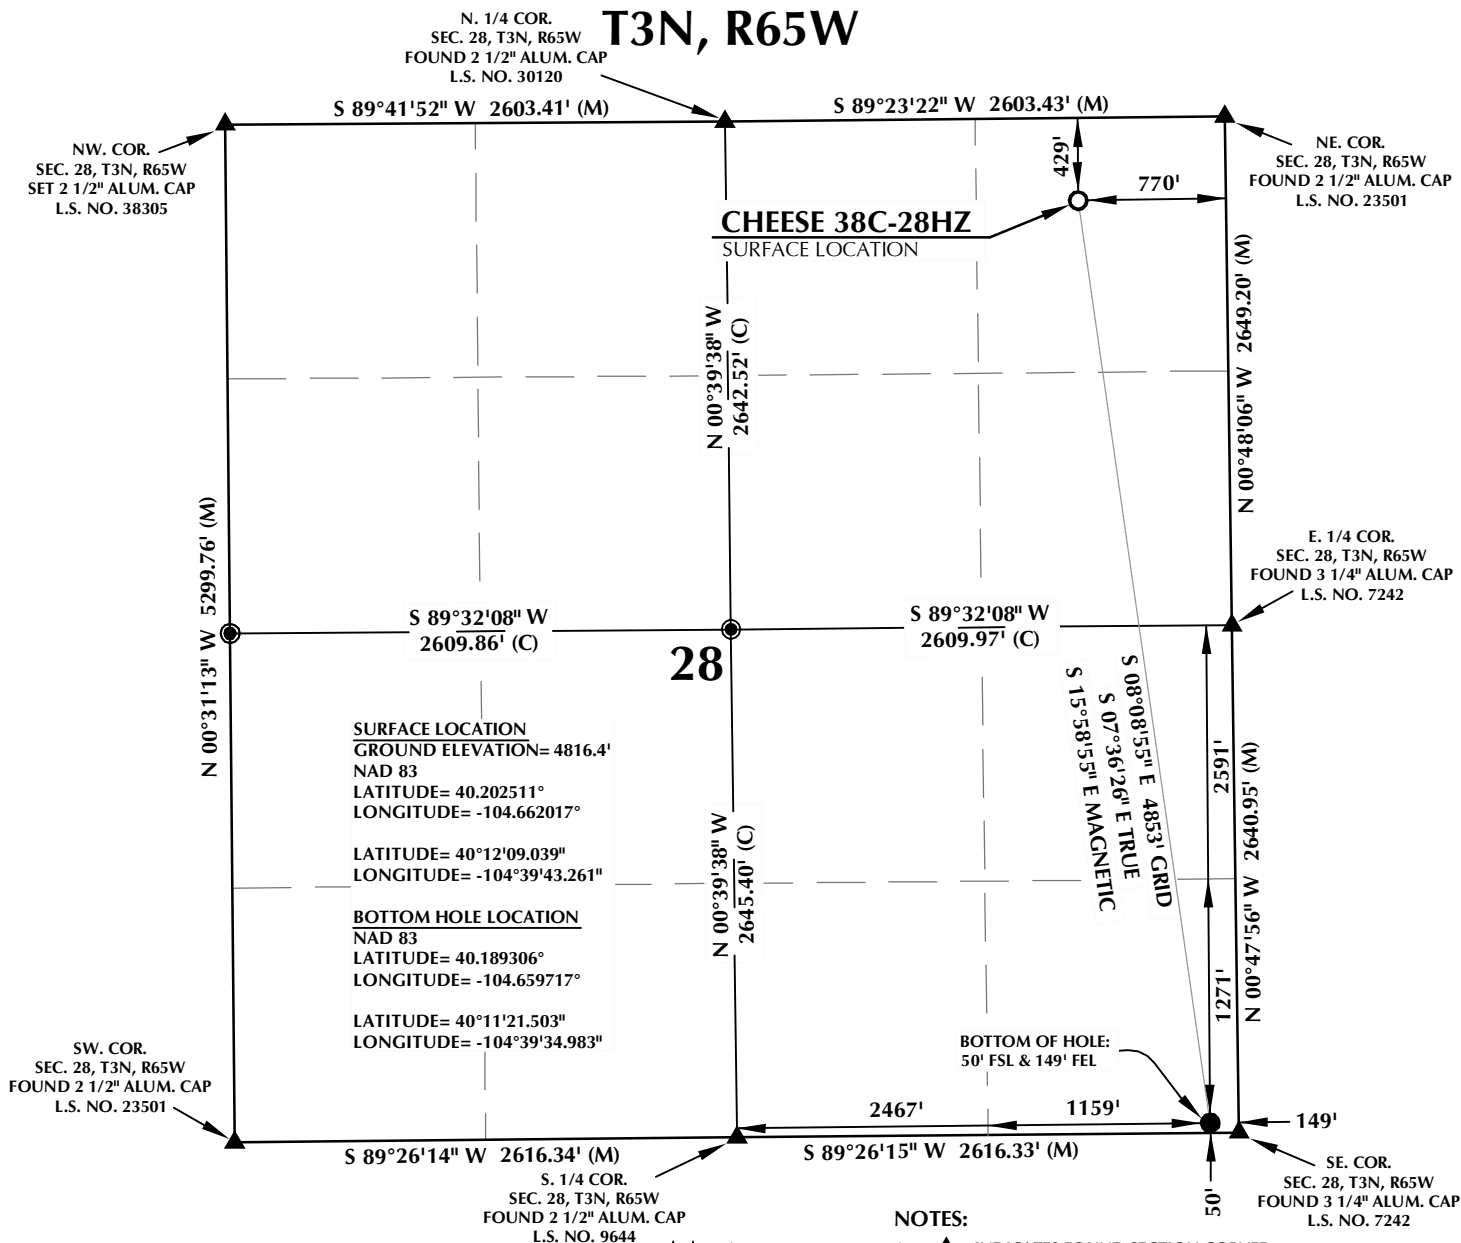 T3N, R65W
N. 1/4 COR.
SEC. 28, T3N, R65W
FOUND 2 1/2" ALUM. CAP
L.S. NO. 30120
S 89°41'52" W 2603.41' (M)
S 89°23'22" W 2603.43' (M)
NW. COR.
SEC. 28, T3N, R65W
SET 2 1/2" ALUM. CAP
L.S. NO. 38305
NE. COR.
SEC. 28, T3N, R65W
FOUND 2 1/2" ALUM. CAP
L.S. NO. 23501
429'
770'
CHEESE 38C-28HZ
SURFACE LOCATION
N 00°39'38" W
2642.52' (C)
N 00°48'06" W 2649.20' (M)
N 00°31'13" W 5299.76' (M)
E. 1/4 COR.
SEC. 28, T3N, R65W
FOUND 3 1/4" ALUM. CAP
L.S. NO. 7242
S 89°32'08" W
2609.86' (C)
S 89°32'08" W
2609.97' (C)
28
S 08°08'55" E 4853' GRID
S 07°36'26" E TRUE
S 15°58'55" E MAGNETIC
2591'
N 00°47'56" W 2640.95' (M)
SURFACE LOCATION
GROUND ELEVATION= 4816.4'
NAD 83
LATITUDE= 40.202511°
LONGITUDE= -104.662017°
LATITUDE= 40°12'09.039"
LONGITUDE= -104°39'43.261"
BOTTOM HOLE LOCATION
NAD 83
LATITUDE= 40.189306°
LONGITUDE= -104.659717°
LATITUDE= 40°11'21.503"
LONGITUDE= -104°39'34.983"
N 00°39'38" W
2645.40' (C)
1271'
BOTTOM OF HOLE:
50' FSL & 149' FEL
SW. COR.
SEC. 28, T3N, R65W
FOUND 2 1/2" ALUM. CAP
L.S. NO. 23501
2467'
1159'
149'
S 89°26'14" W 2616.34' (M)
S 89°26'15" W 2616.33' (M)
50'
S. 1/4 COR.
SEC. 28, T3N, R65W
FOUND 2 1/2" ALUM. CAP
L.S. NO. 9644
SE. COR.
SEC. 28, T3N, R65W
FOUND 3 1/4" ALUM. CAP
L.S. NO. 7242
NOTES:
INDICATES FOUND SECTION CORNER